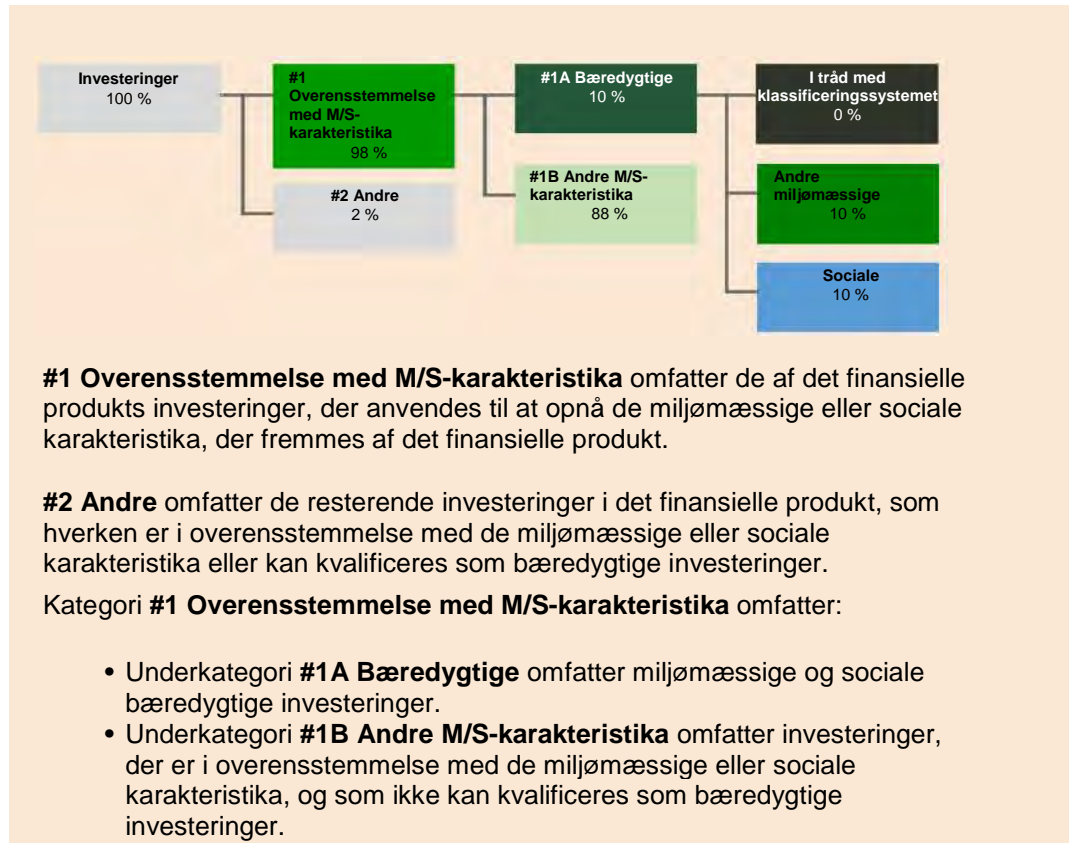 Investeringer
100 %
#1
Overensstemmelse
med M/S-
karakteristika
98 %
#2 Andre
2 %
#1A Bæredygtige
10 %
#1B Andre M/S-
karakteristika
88 %
I tråd med
klassificeringssystemet
0 %
Andre
miljømæssige
10 %
Sociale
10 %
#1 Overensstemmelse med M/S-karakteristika omfatter de af det finansielle
produkts investeringer, der anvendes til at opnå de miljømæssige eller sociale
karakteristika, der fremmes af det finansielle produkt.
#2 Andre omfatter de resterende investeringer i det finansielle produkt, som
hverken er i overensstemmelse med de miljømæssige eller sociale
karakteristika eller kan kvalificeres som bæredygtige investeringer.
Kategori #1 Overensstemmelse med M/S-karakteristika omfatter:
• Underkategori #1A Bæredygtige omfatter miljømæssige og sociale
bæredygtige investeringer.
• Underkategori #1B Andre M/S-karakteristika omfatter investeringer,
der er i overensstemmelse med de miljømæssige eller sociale
karakteristika, og som ikke kan kvalificeres som bæredygtige
investeringer.